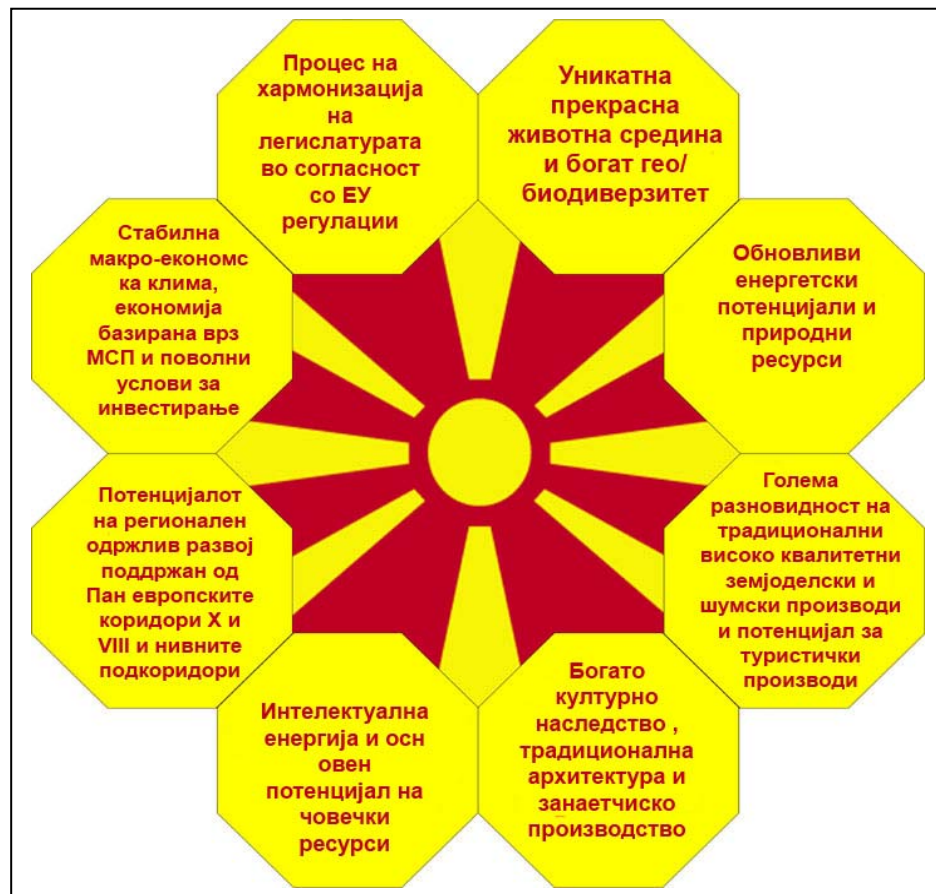 Процес на
хармонизација
на
легислатурата
во согласност
со ЕУ
регулации
Уникатна
прекрасна
животна средина
и богат гео/
биодиверзитет
Стабилна
макро-економс
ка клима,
економија
базирана врз
МСП и поволни
услови за
инвестирање
Обновливи
енергетски
потенцијали и
природни
ресурси
Потенцијалот
на регионален
одржлив развој
поддржан од
Пан европските
коридори X и
VIII и нивните
подкоридори
Голема
разновидност на
традиционални
високо квалитетни
земјоделски и
шумски производи
и потенцијал за
туристички
производи
Интелектуална
енергија и осн
овен
потенцијал на
човечки
ресурси
Богато
културно
наследство ,
традиционална
архитектура и
занаетчиско
производство